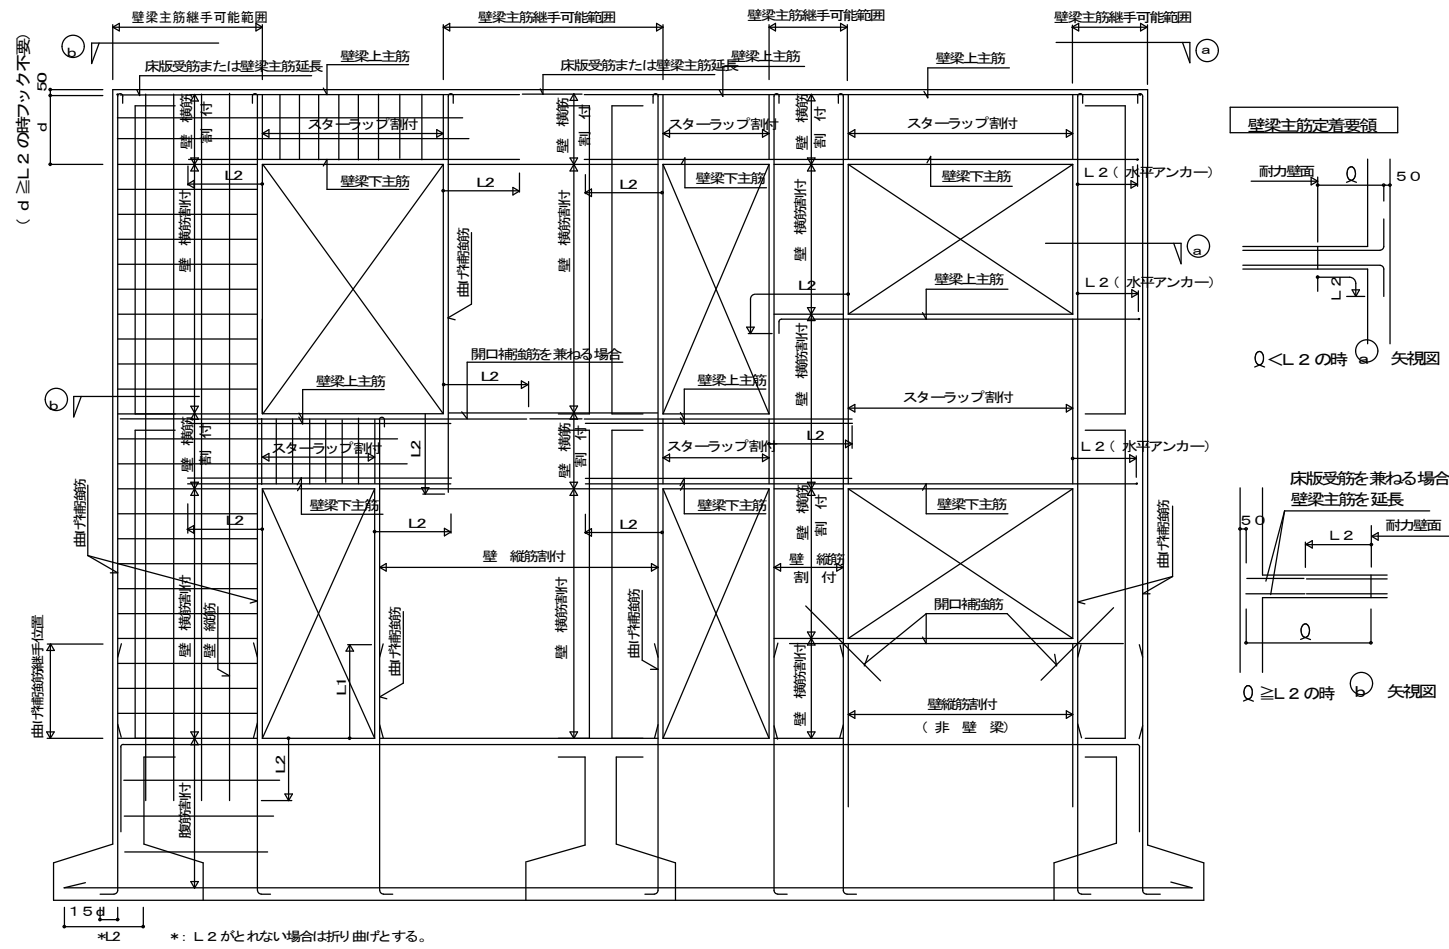 壁梁主筋継手可能範囲
壁梁主筋継手可能範囲
壁梁主筋継手可能範囲
壁梁主筋継手可能範囲
b
a
床版受筋または壁梁主筋延長
壁梁上主筋
床版受筋または壁梁主筋延長
壁梁上主筋
壁梁上主筋
50
d
(d≧L2の時フック不要)
壁 横筋
割 付
スターラップ割付
壁 横筋
割 付
スターラップ割付
壁 横筋
割 付
スターラップ割付
壁梁主筋定着要領
L2
壁梁下主筋
L2
L2
壁梁下主筋
壁梁下主筋
L2(水平アンカー)
耐力壁面
ℓ
50
壁 横筋割付
曲げ補強筋
壁 横筋割付
壁 横筋割付
a
L2
壁梁上主筋
L2(水平アンカー)
L2
ℓ<L2の時 a 矢視図
開口補強筋を兼ねる場合
壁梁上主筋
L2
壁梁上主筋
壁 横筋割付
スターラップ割付
b
壁 横筋
割 付
スターラップ割付
L2
壁 横筋
割 付
スターラップ割付
L2
L2(水平アンカー)
床版受筋を兼ねる場合
壁梁主筋を延長
曲げ補強筋
L2
壁梁下主筋
L2
L2
壁梁下主筋
壁 横筋
割 付
壁梁下主筋
曲げ補強筋
50
L2
耐力壁面
壁 縦筋割付
壁 縦筋
割 付
壁 横筋割付
壁 縦筋
壁 横筋割付
曲げ補強筋
曲げ補強筋
開口補強筋
ℓ
曲げ補強筋継手位置
L1
壁 横筋割付
壁縦筋割付
(非 壁 梁)
ℓ≧L2の時 b 矢視図
L2
腹筋割付
15d
*L2
*:L2がとれない場合は折り曲げとする。